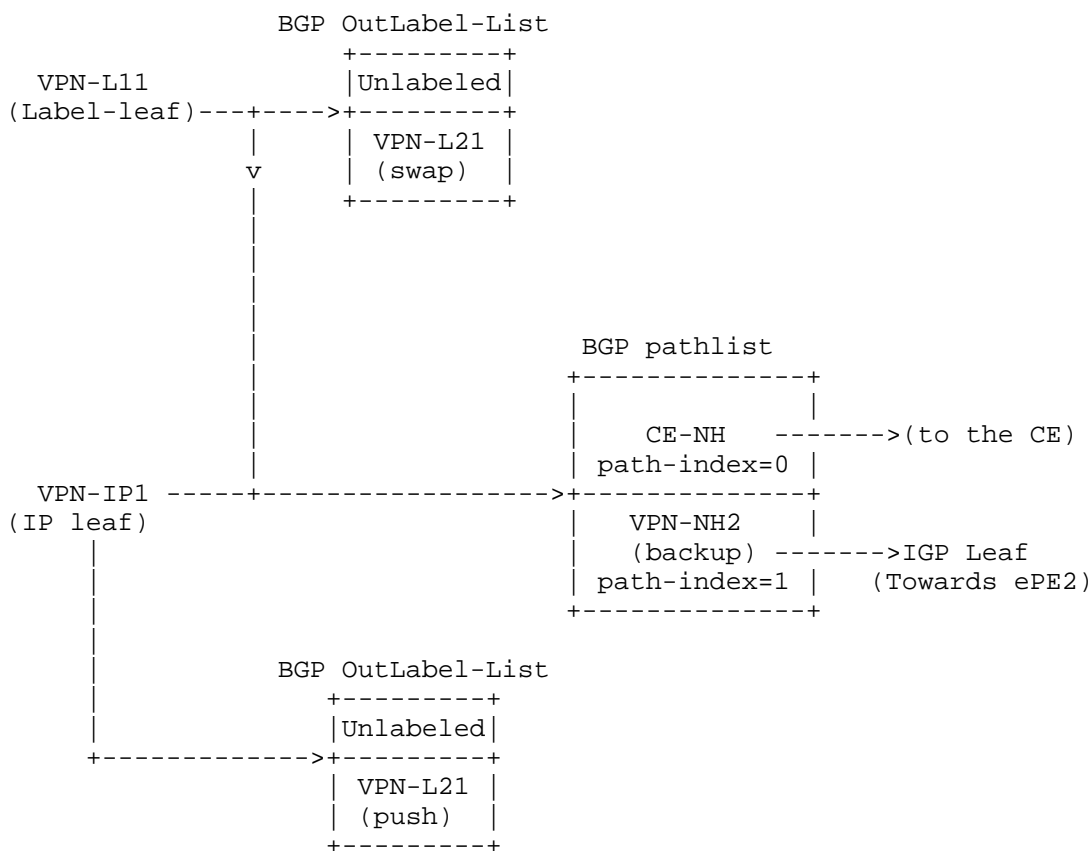 BGP OutLabel-List
VPN-L11 |Unlabeled|
(Label-leaf)
VPN-L21
(swap)
v
BGP pathlist
CE-NH (to the CE)
path-index=0
VPN-IP1
(IP leaf)
VPN-NH2
(backup) IGP Leaf
path-index=1 (Towards ePE2)
BGP OutLabel-List
Unlabeled
VPN-L21
(push)